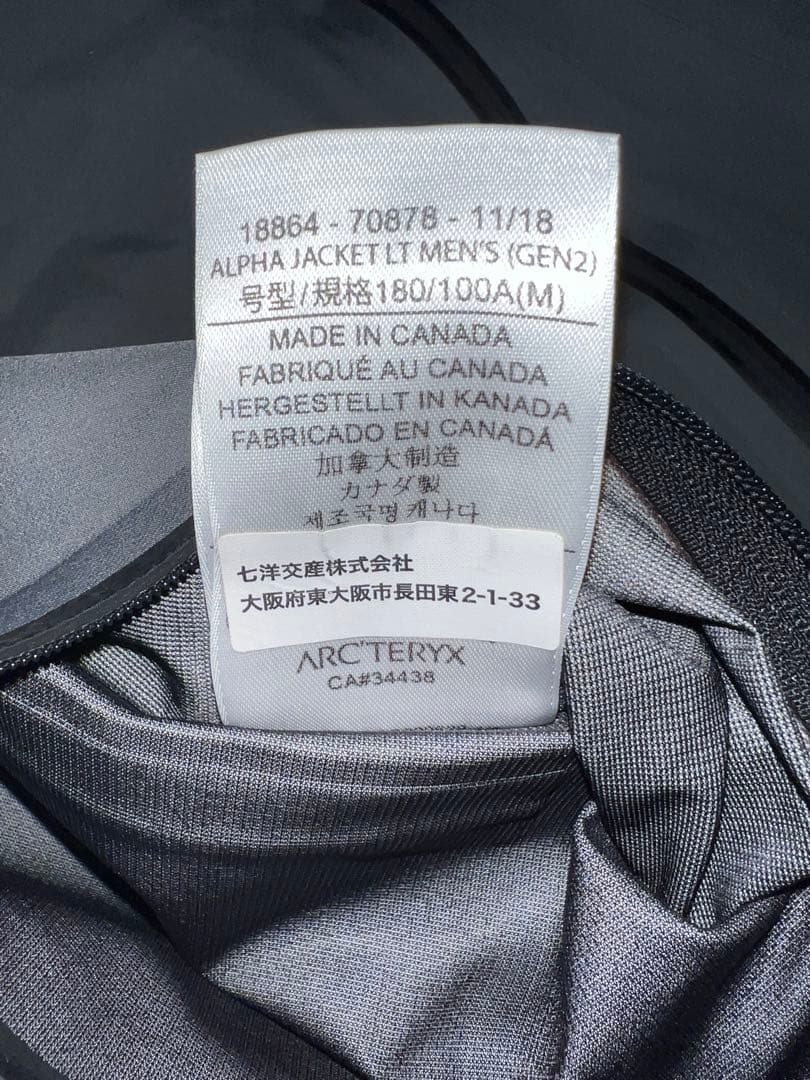 18864 - 70878 - 11/18
ALPHA JACKET LT MEN'S (GEN2)
号型/規格180/100A(M)
MADE IN CANADA
FABRIQUÉ AU CANADA
HERGESTELLT IN KANADA
FABRICADO EN CANADÁ
加拿大制造
カナダ製
제조국명 캐나다
七洋交産株式会社
大阪府東大阪市長田東2-1-33
ARC'TERYX
CA#34438